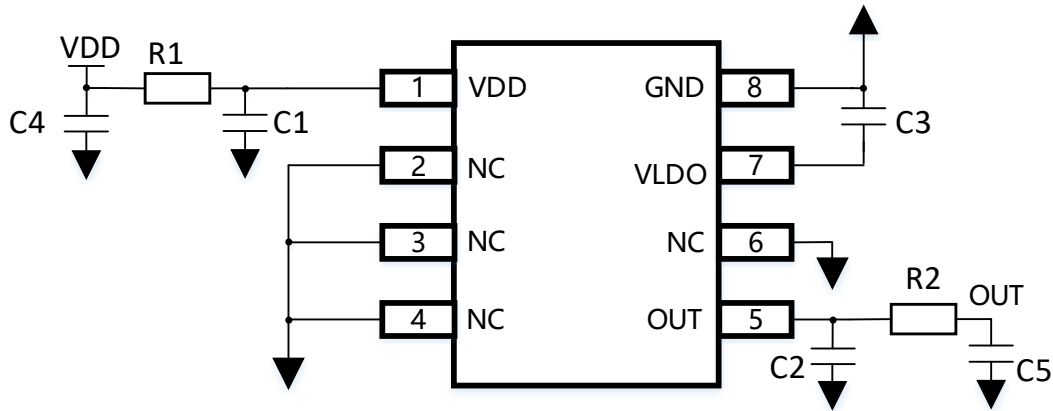 VDD
R1
C4
C1
1 VDD
2 NC
3 NC
4 NC
GND 8
VLDO 7
NC 6
OUT 5
C3
R2
OUT
C2
C5